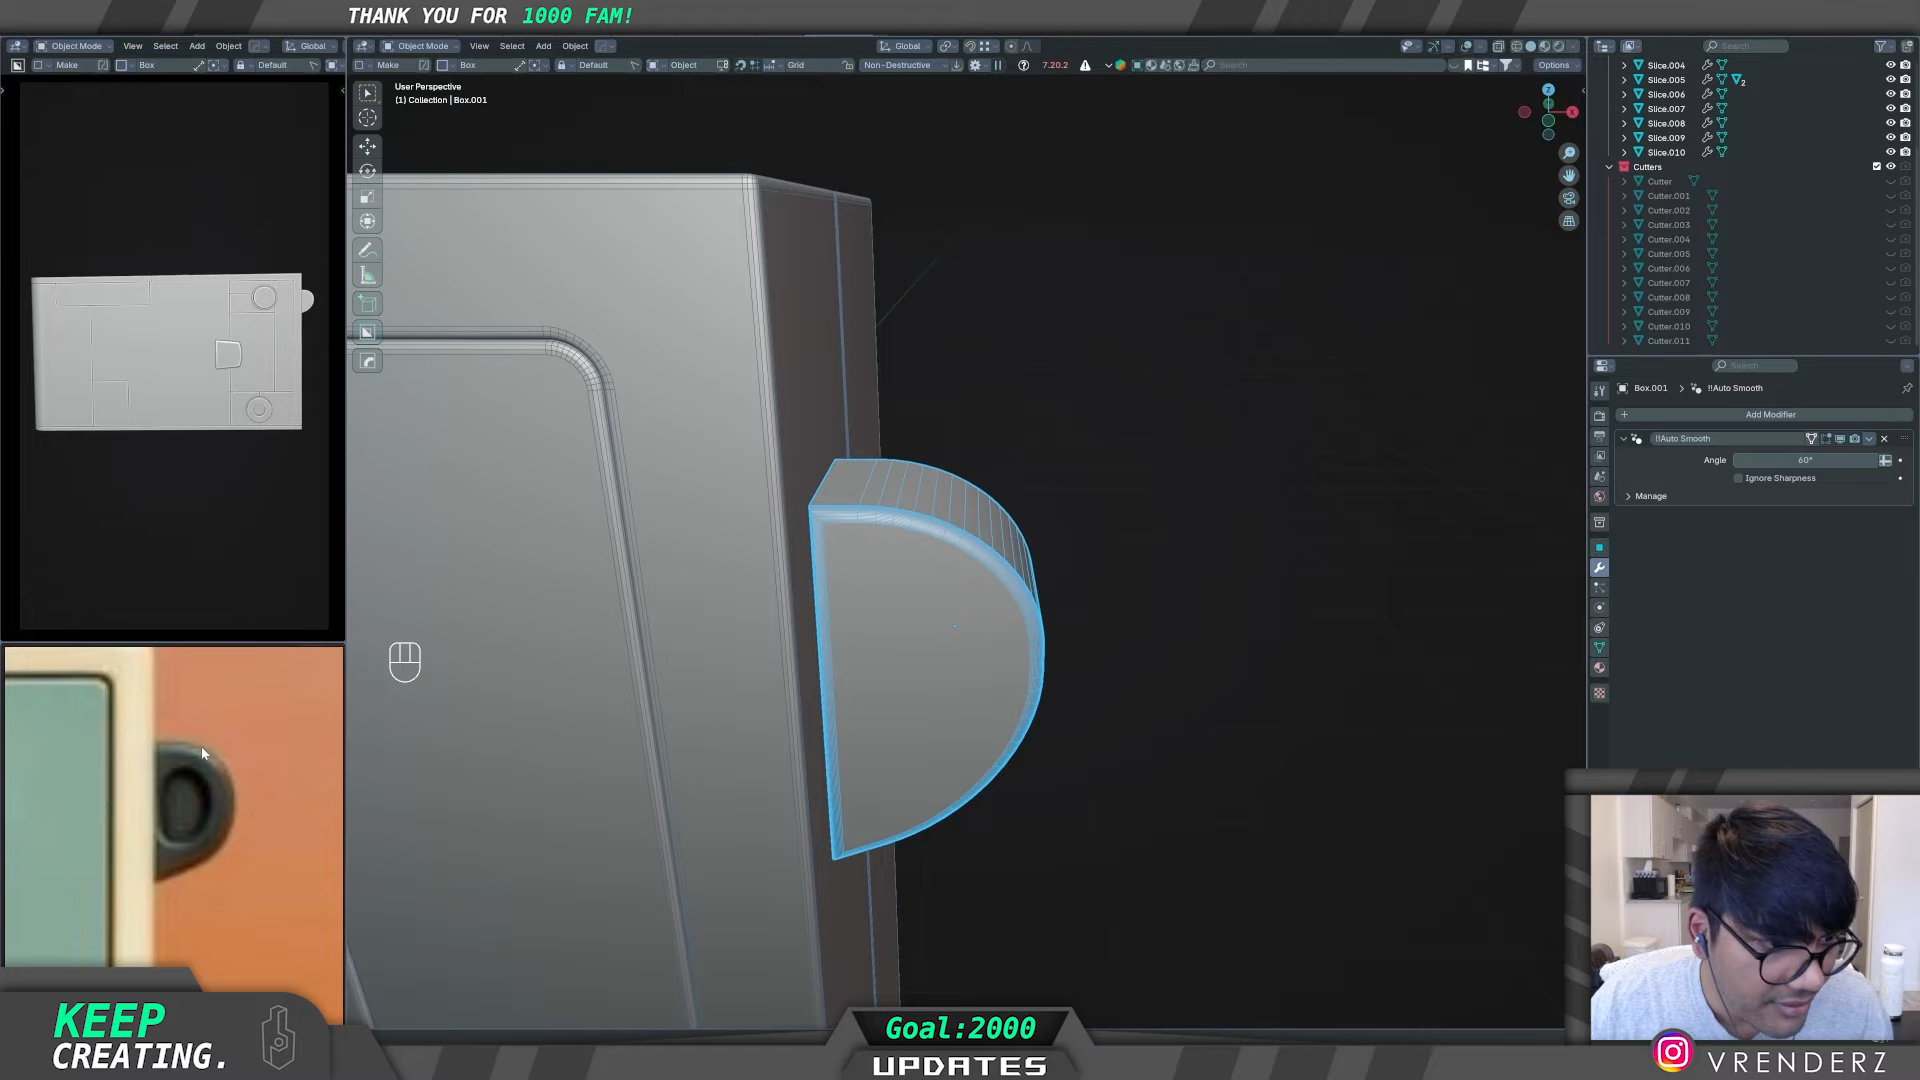 THANK YOU FOR 1000 FAM!
Object Mode View Select Add Object Global
Object Mode View Select Add Object Global
Search
Make Box Default
Make Box Default Object Grid Non-Destructive 7.20.2 Search Options
User Perspective
(1) Collection | Box.001
Z
X
Slice.004
Slice.005 2
Slice.006
Slice.007
Slice.008
Slice.009
Slice.010
Cutters
Cutter
Cutter.001
Cutter.002
Cutter.003
Cutter.004
Cutter.005
Cutter.006
Cutter.007
Cutter.008
Cutter.009
Cutter.010
Cutter.011
Search
Box.001 !!Auto Smooth
Add Modifier
!!Auto Smooth
Angle 60°
Ignore Sharpness
Manage
KEEP
CREATING.
Goal:2000
UPDATES
VRENDERZ